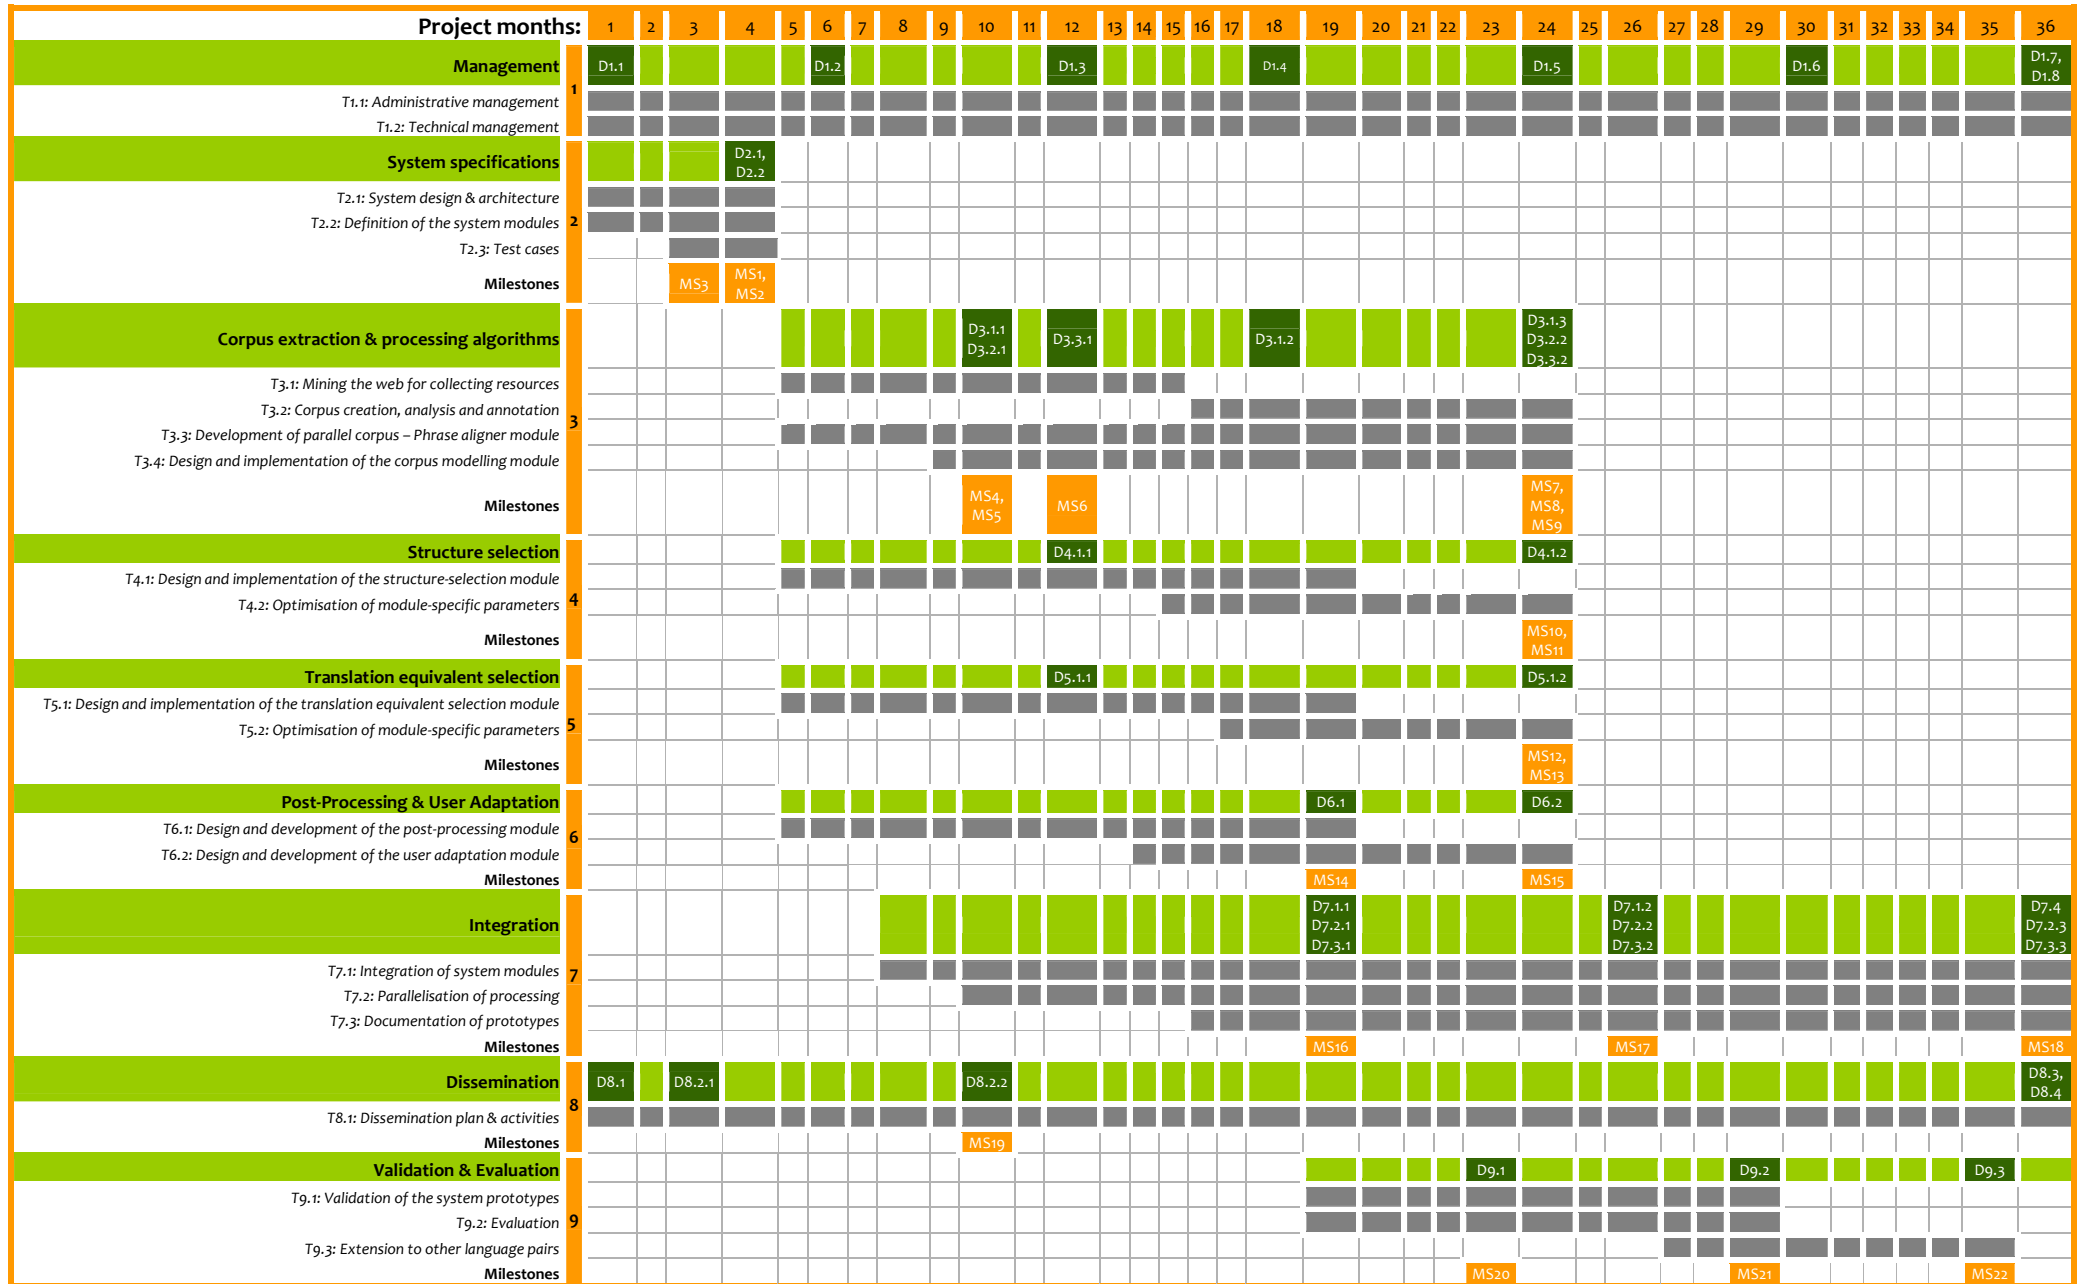 Project months: 1 2 3 4 5 6 7 8 9 10 11 12 13 14 15 16 17 18 19 20 21 22 23 24 25 26 27 28 29 30 31 32 33 34 35 36
1
Management D1.1 D1.2 D1.3 D1.4 D1.5 D1.6 D1.7,
D1.8
T1.1: Administrative management
T1.2: Technical management
2
System specifications D2.1,
D2.2
T2.1: System design & architecture
T2.2: Definition of the system modules
T2.3: Test cases
Milestones MS3 MS1,
MS2
3
Corpus extraction & processing algorithms D3.1.1 D3.3.1 D3.1.2 D3.1.3
D3.2.1 D3.2.2
D3.3.2
T3.1: Mining the web for collecting resources
T3.2: Corpus creation, analysis and annotation
T3.3: Development of parallel corpus – Phrase aligner module
T3.4: Design and implementation of the corpus modelling module
Milestones MS4, MS6 MS7,
MS5 MS8,
MS9
4
Structure selection D4.1.1 D4.1.2
T4.1: Design and implementation of the structure-selection module
T4.2: Optimisation of module-specific parameters
Milestones MS10,
MS11
5
Translation equivalent selection D5.1.1 D5.1.2
T5.1: Design and implementation of the translation equivalent selection module
T5.2: Optimisation of module-specific parameters
Milestones MS12,
MS13
6
Post-Processing & User Adaptation D6.1 D6.2
T6.1: Design and development of the post-processing module
T6.2: Design and development of the user adaptation module
Milestones MS14 MS15
7
Integration D7.1.1 D7.1.2 D7.4
D7.2.1 D7.2.2 D7.2.3
D7.3.1 D7.3.2 D7.3.3
T7.1: Integration of system modules
T7.2: Parallelisation of processing
T7.3: Documentation of prototypes
Milestones MS16 MS17 MS18
8
Dissemination D8.1 D8.2.1 D8.2.2 D8.3,
D8.4
T8.1: Dissemination plan & activities
Milestones MS19
9
Validation & Evaluation D9.1 D9.2 D9.3
T9.1: Validation of the system prototypes
T9.2: Evaluation
T9.3: Extension to other language pairs
Milestones MS20 MS21 MS22